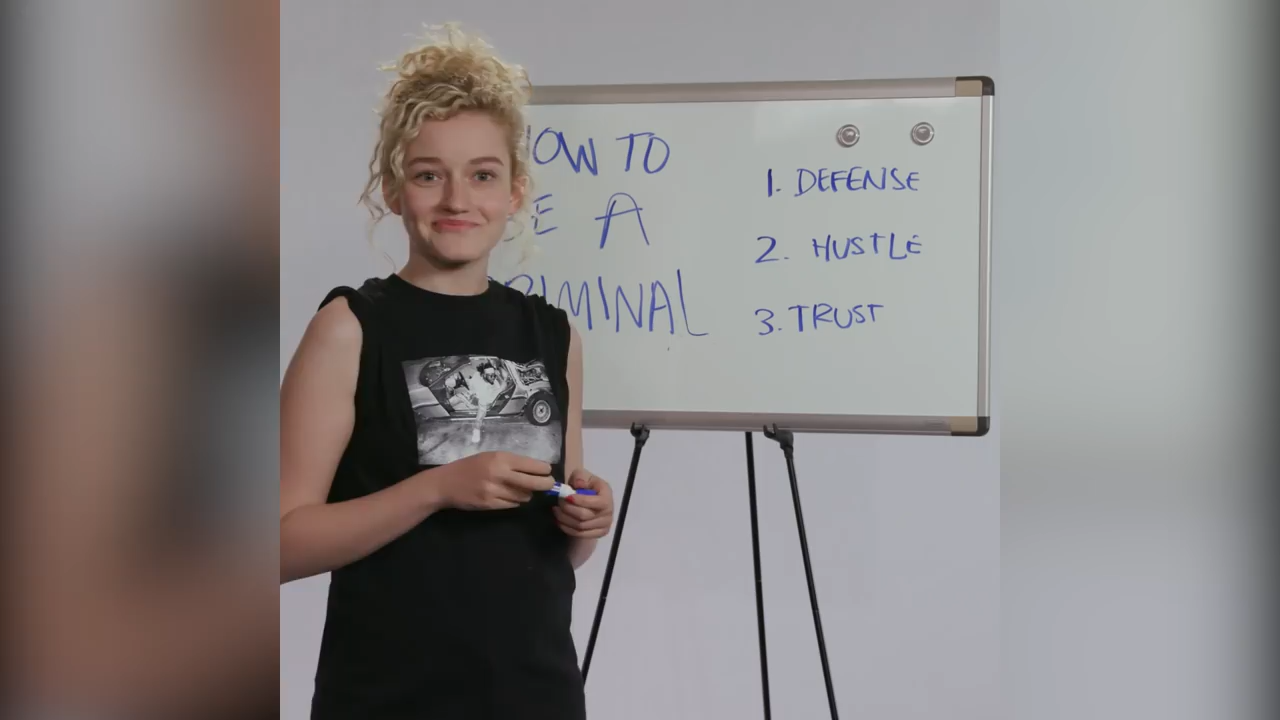 OW TO
E A
RIMINAL
1. DEFENSE
2. HUSTLE
3. TRUST